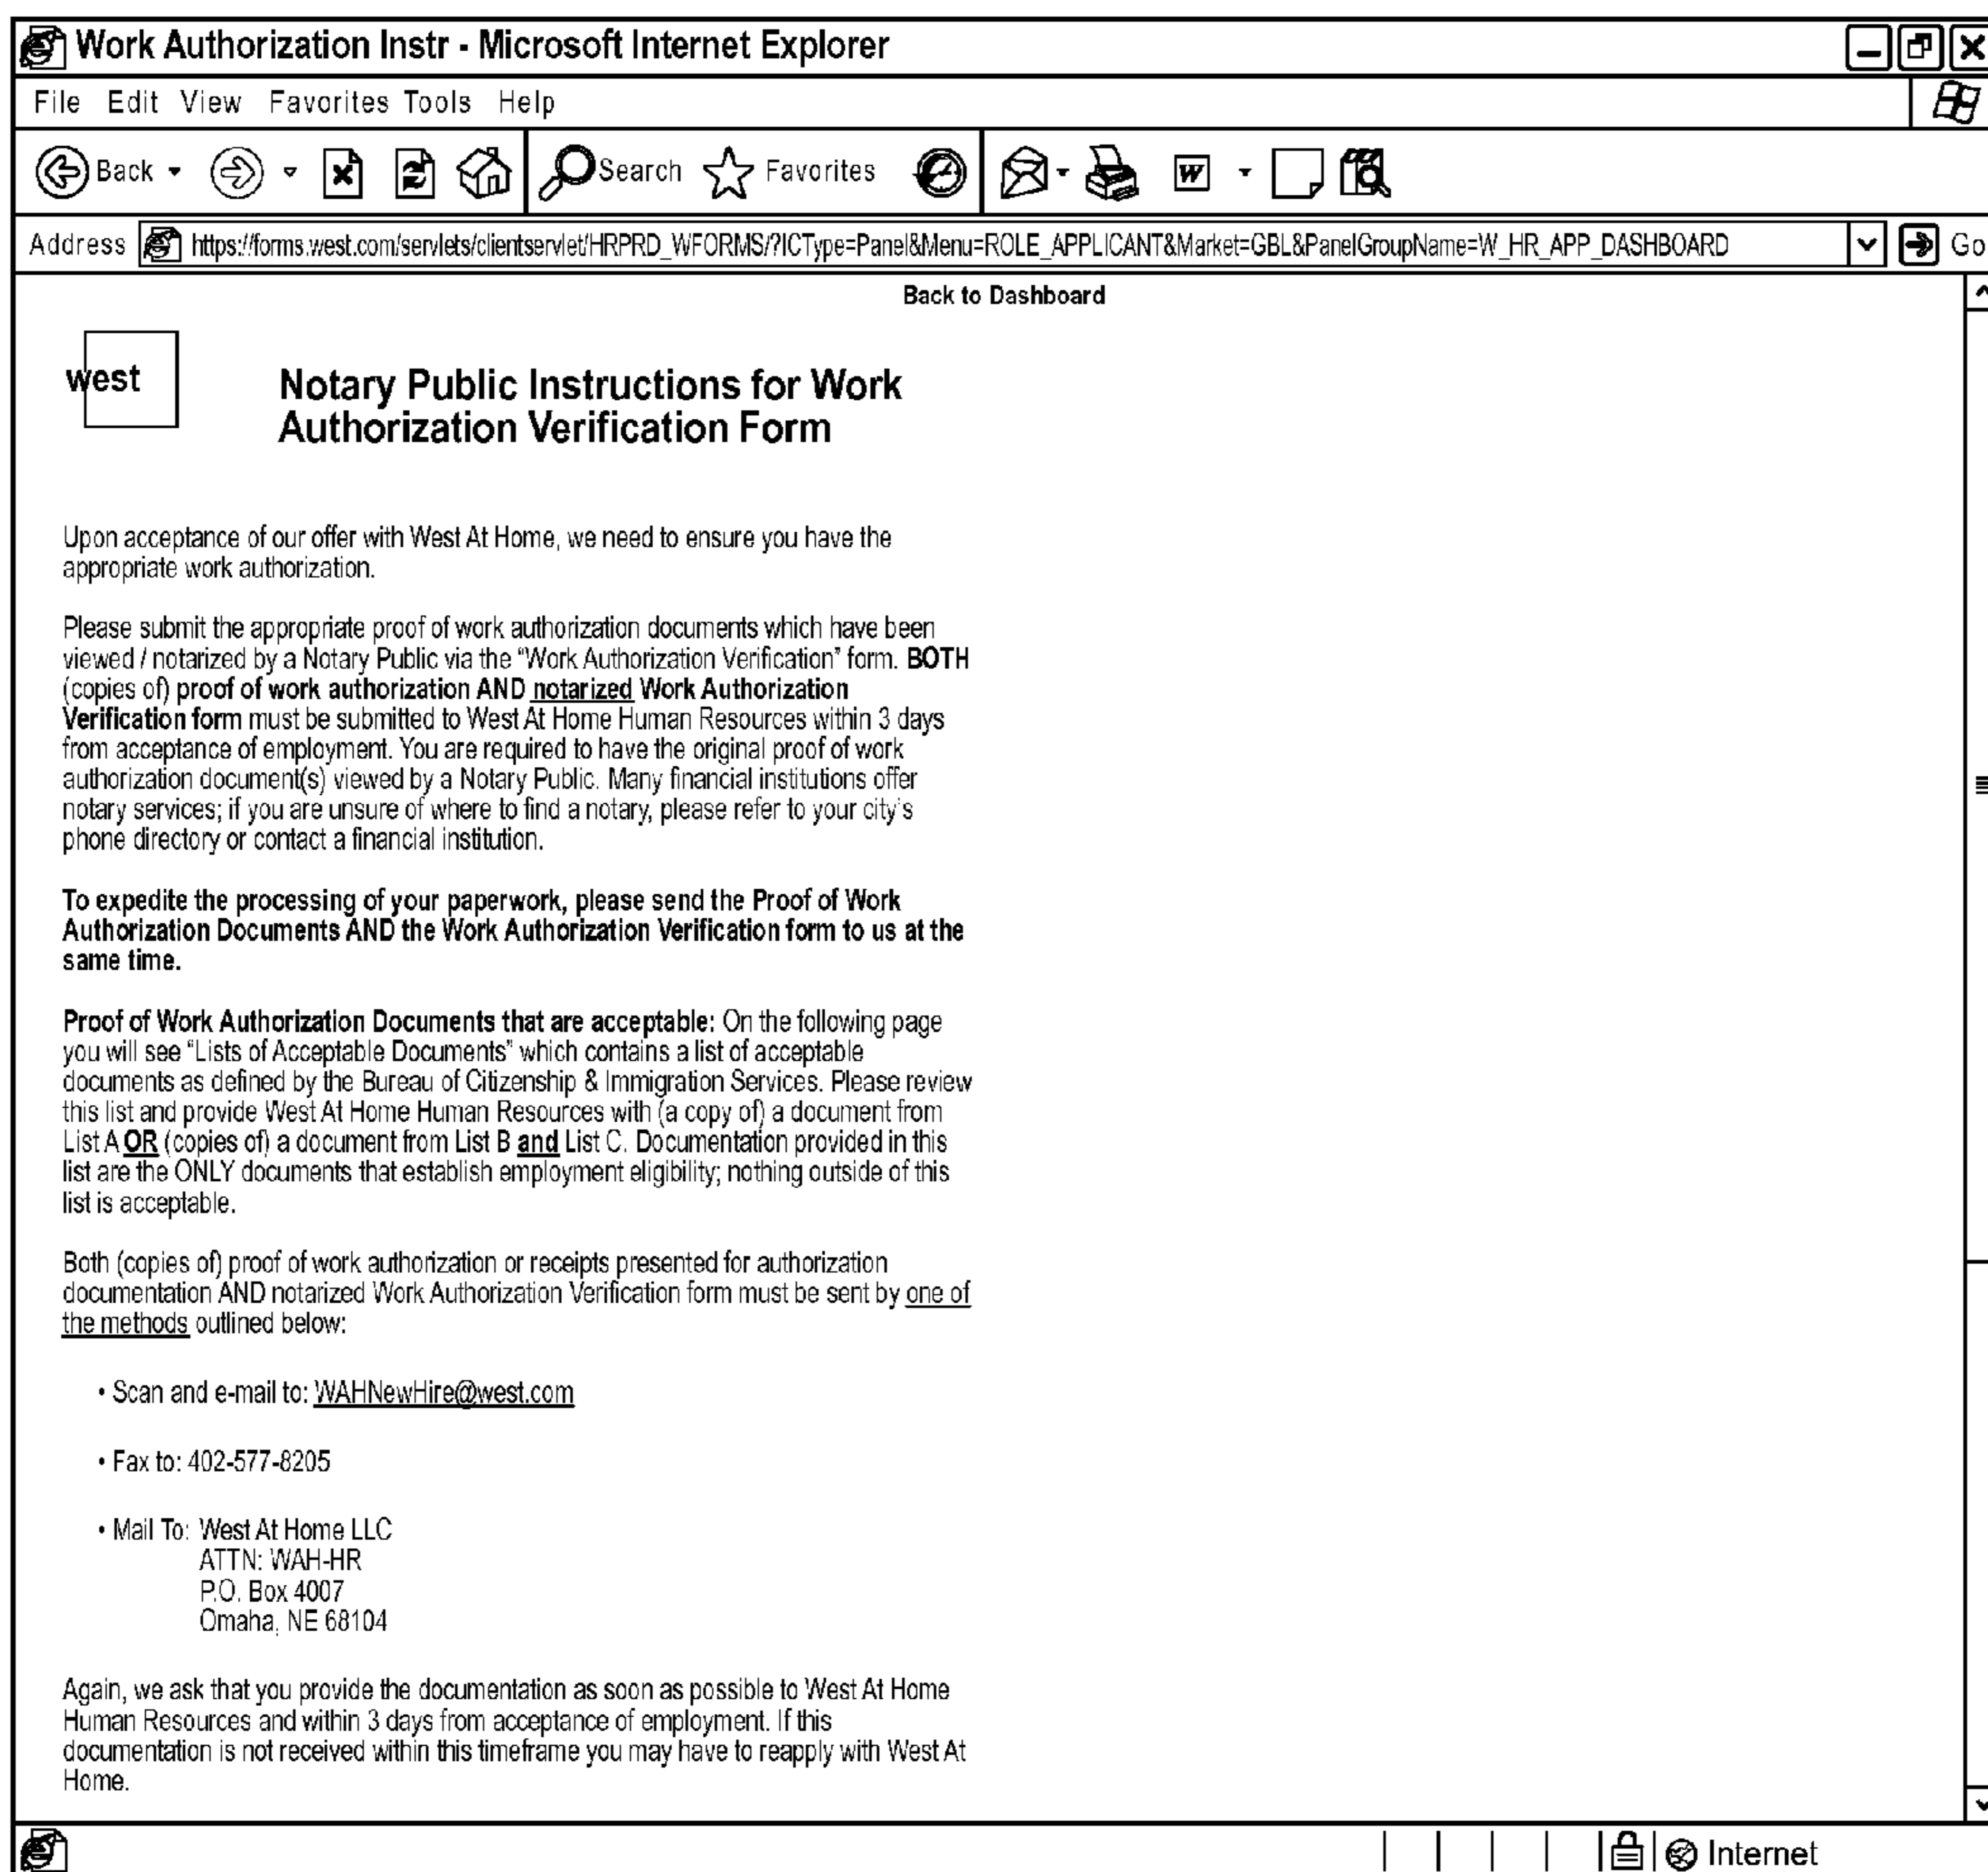 Work Authorization Instr - Microsoft Internet Explorer
File Edit View Favorites Tools Help
Back Search Favorites W
Address https://forms.west.com/servlets/clientservlet/HRPRD_WFORMS/?ICType=Panel&Menu=ROLE_APPLICANT&Market=GBL&PanelGroupName=W_HR_APP_DASHBOARD Go
Back to Dashboard
west
Notary Public Instructions for Work
Authorization Verification Form
Upon acceptance of our offer with West At Home, we need to ensure you have the
appropriate work authorization.
Please submit the appropriate proof of work authorization documents which have been
viewed / notarized by a Notary Public via the “Work Authorization Verification” form. BOTH
(copies of) proof of work authorization AND notarized Work Authorization
Verification form must be submitted to West At Home Human Resources within 3 days
from acceptance of employment. You are required to have the original proof of work
authorization document(s) viewed by a Notary Public. Many financial institutions offer
notary services; if you are unsure of where to find a notary, please refer to your city's
phone directory or contact a financial institution.
To expedite the processing of your paperwork, please send the Proof of Work
Authorization Documents AND the Work Authorization Verification form to us at the
same time.
Proof of Work Authorization Documents that are acceptable: On the following page
you will see “Lists of Acceptable Documents” which contains a list of acceptable
documents as defined by the Bureau of Citizenship & Immigration Services. Please review
this list and provide West At Home Human Resources with (a copy of) a document from
List A OR (copies of) a document from List B and List C. Documentation provided in this
list are the ONLY documents that establish employment eligibility; nothing outside of this
list is acceptable.
Both (copies of) proof of work authorization or receipts presented for authorization
documentation AND notarized Work Authorization Verification form must be sent by one of
the methods outlined below:
• Scan and e-mail to: WAHNewHire@west.com
• Fax to: 402-577-8205
• Mail To: West At Home LLC
ATTN: WAH-HR
P.O. Box 4007
Omaha, NE 68104
Again, we ask that you provide the documentation as soon as possible to West At Home
Human Resources and within 3 days from acceptance of employment. If this
documentation is not received within this timeframe you may have to reapply with West At
Home.
Internet